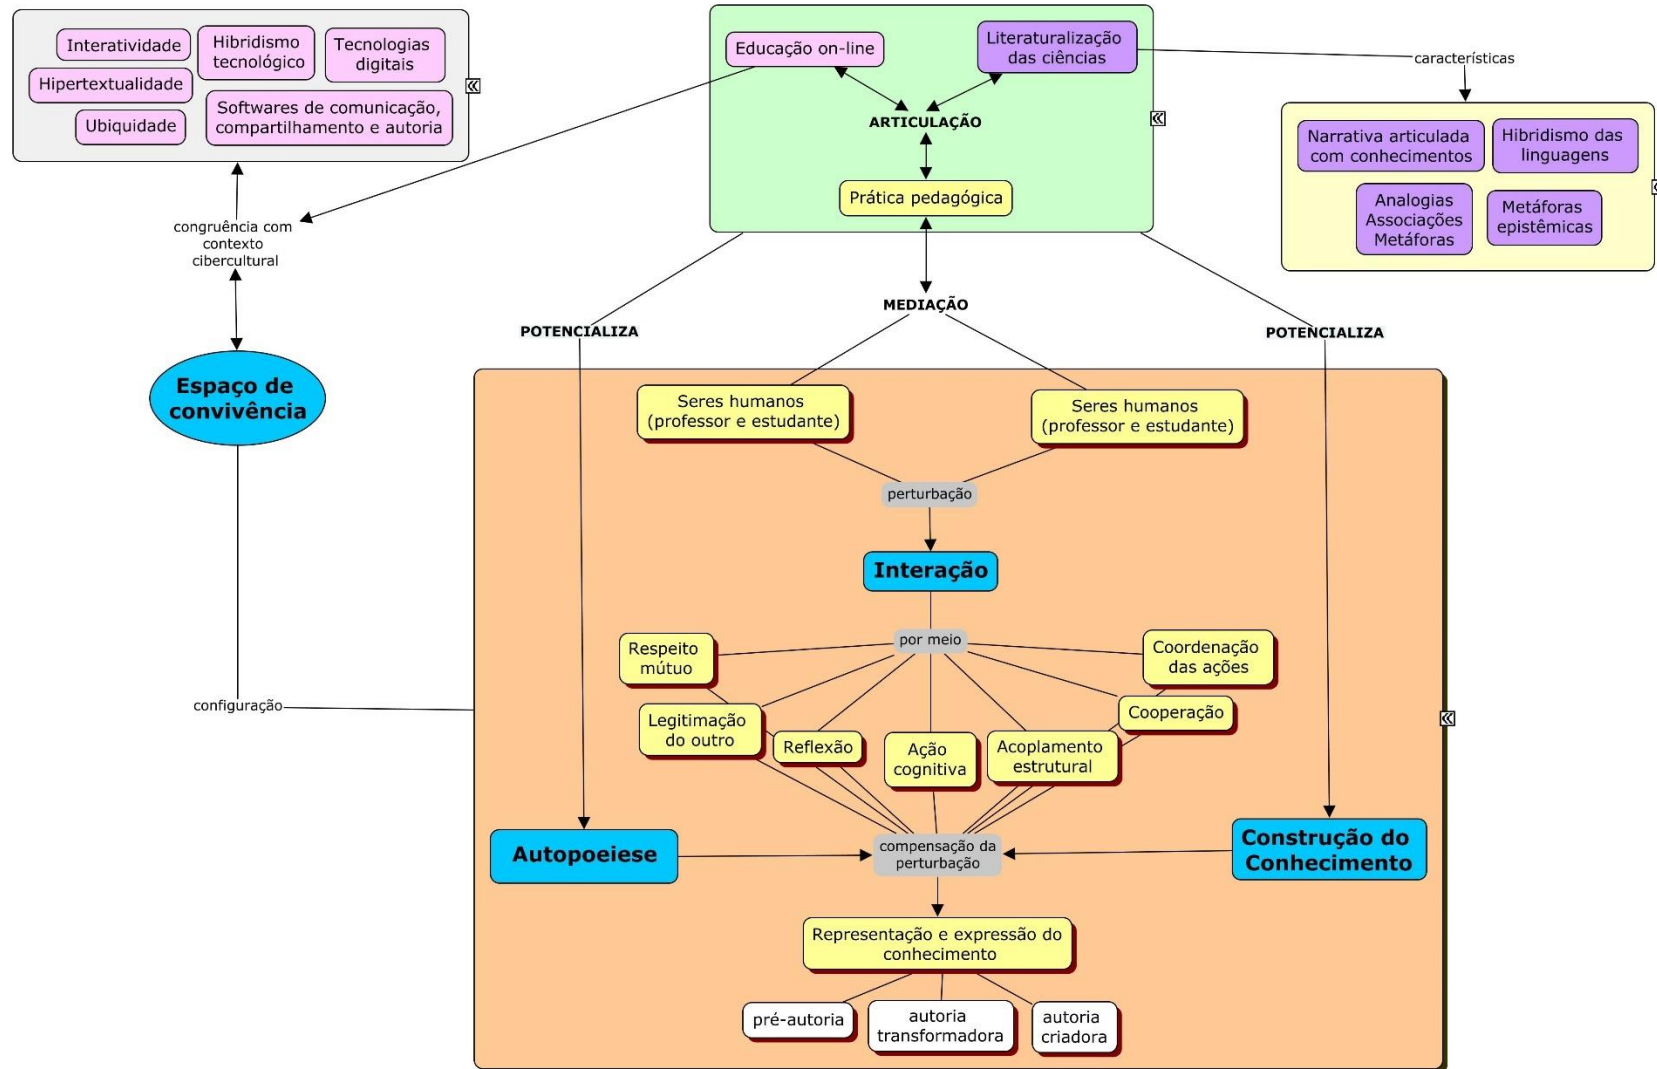 Interatividade
Hibridismo
tecnológico
Tecnologias
digitais
Hipertextualidade
Softwares de comunicação,
compartilhamento e autoria
Ubiquidade
Educação on-line
Literaturalização
das ciências
ARTICULAÇÃO
Prática pedagógica
características
Narrativa articulada
com conhecimentos
Hibridismo das
linguagens
Analogias
Associações
Metáforas
Metáforas
epistêmicas
congruência com
contexto
cibercultural
MEDIAÇÃO
POTENCIALIZA
POTENCIALIZA
Espaço de
convivência
Seres humanos
(professor e estudante)
Seres humanos
(professor e estudante)
perturbação
Interação
por meio
Respeito
mútuo
Coordenação
das ações
configuração
Legitimação
do outro
Reflexão
Ação
cognitiva
Acoplamento
estrutural
Cooperação
Autopoeiese
compensação da
perturbação
Construção do
Conhecimento
Representação e expressão do
conhecimento
pré-autoria
autoria
transformadora
autoria
criadora